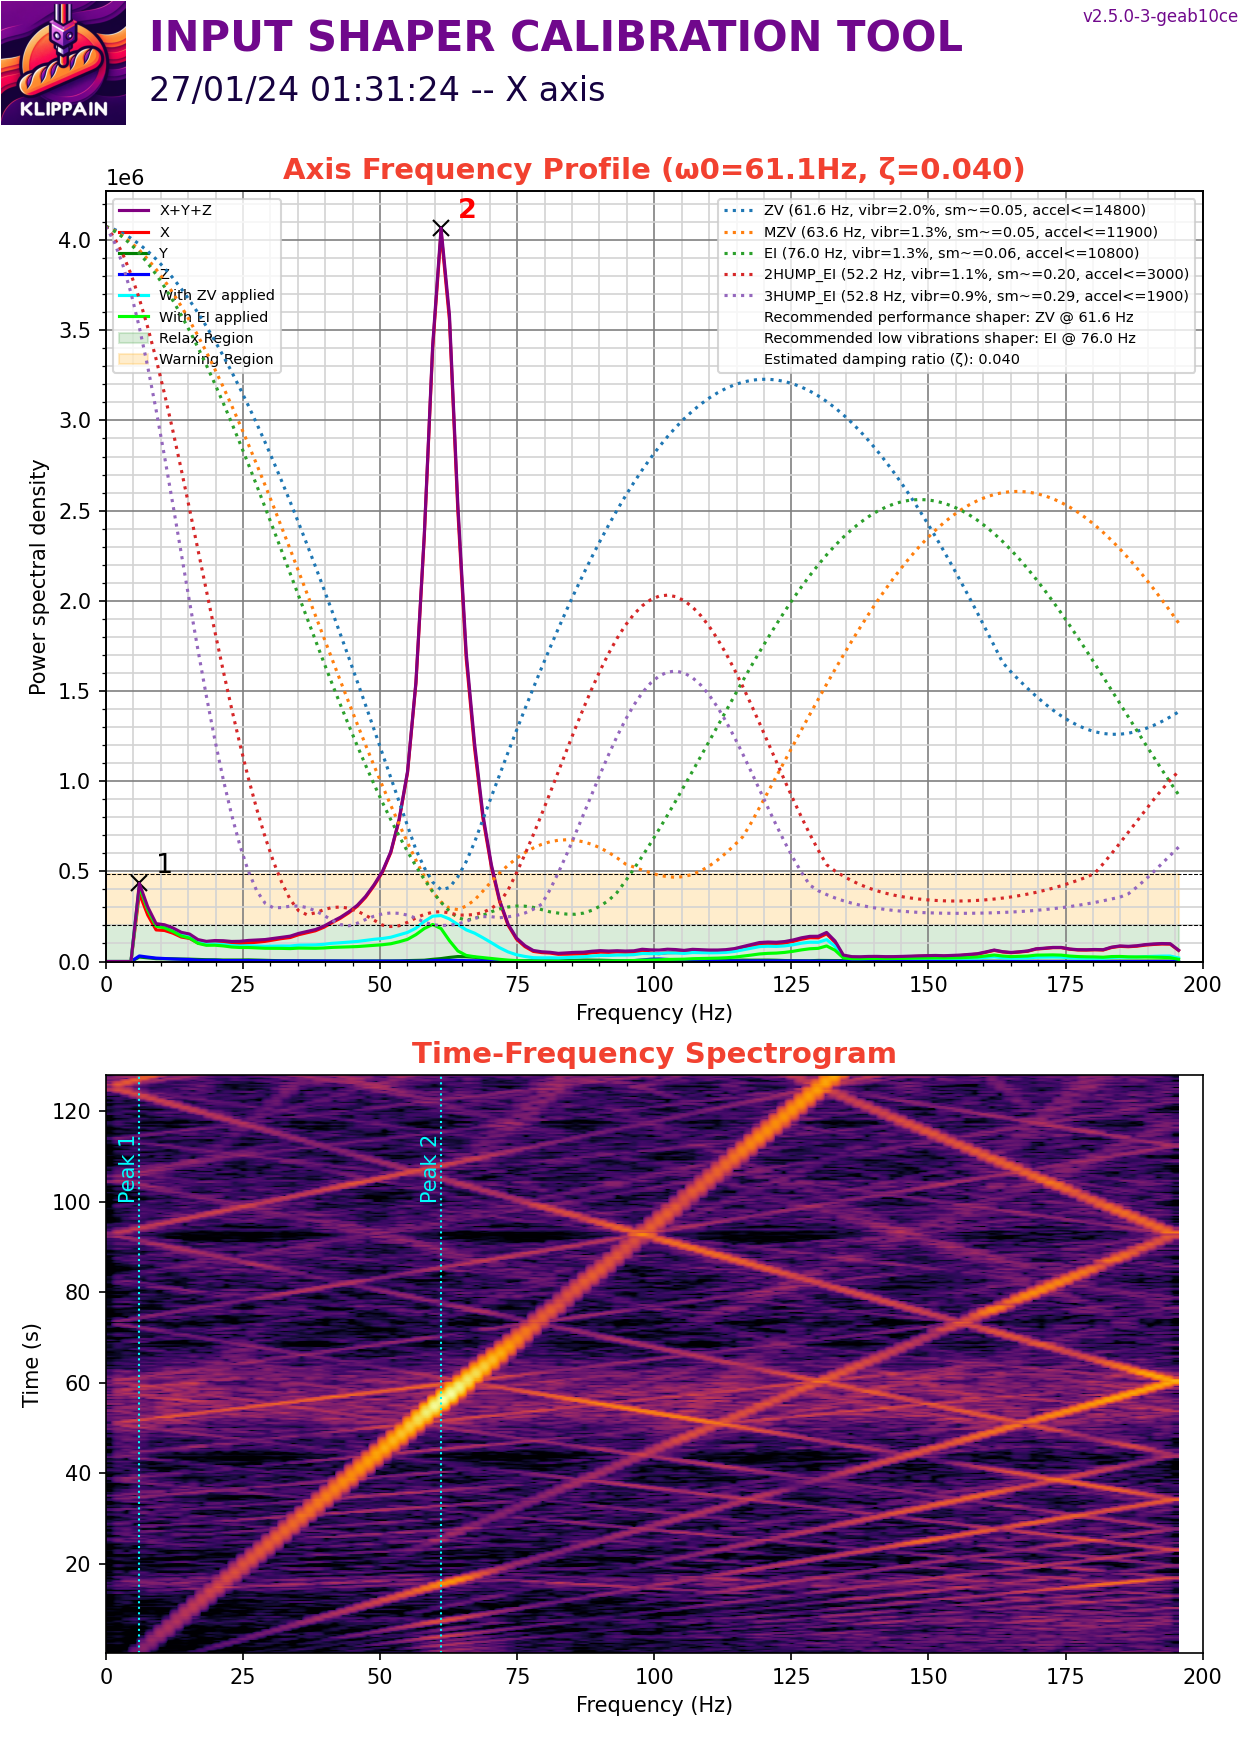 KLIPPAIN
INPUT SHAPER CALIBRATION TOOL
v2.5.0-3-geab10ce
27/01/24 01:31:24 -- X axis
Axis Frequency Profile (ω0=61.1Hz, ζ=0.040)
1e6
X+Y+Z
X
Y
Z
With ZV applied
With EI applied
Relax Region
Warning Region
2
ZV (61.6 Hz, vibr=2.0%, sm~=0.05, accel<=14800)
MZV (63.6 Hz, vibr=1.3%, sm~=0.05, accel<=11900)
EI (76.0 Hz, vibr=1.3%, sm~=0.06, accel<=10800)
2HUMP_EI (52.2 Hz, vibr=1.1%, sm~=0.20, accel<=3000)
3HUMP_EI (52.8 Hz, vibr=0.9%, sm~=0.29, accel<=1900)
Recommended performance shaper: ZV @ 61.6 Hz
Recommended low vibrations shaper: EI @ 76.0 Hz
Estimated damping ratio (ζ): 0.040
4.0
3.5
3.0
2.5
2.0
1.5
1.0
0.5
0.0
Power spectral density
1
0 25 50 75 100 125 150 175 200
Frequency (Hz)
Time-Frequency Spectrogram
120
100
80
60
40
20
Time (s)
Peak 1
Peak 2
0 25 50 75 100 125 150 175 200
Frequency (Hz)